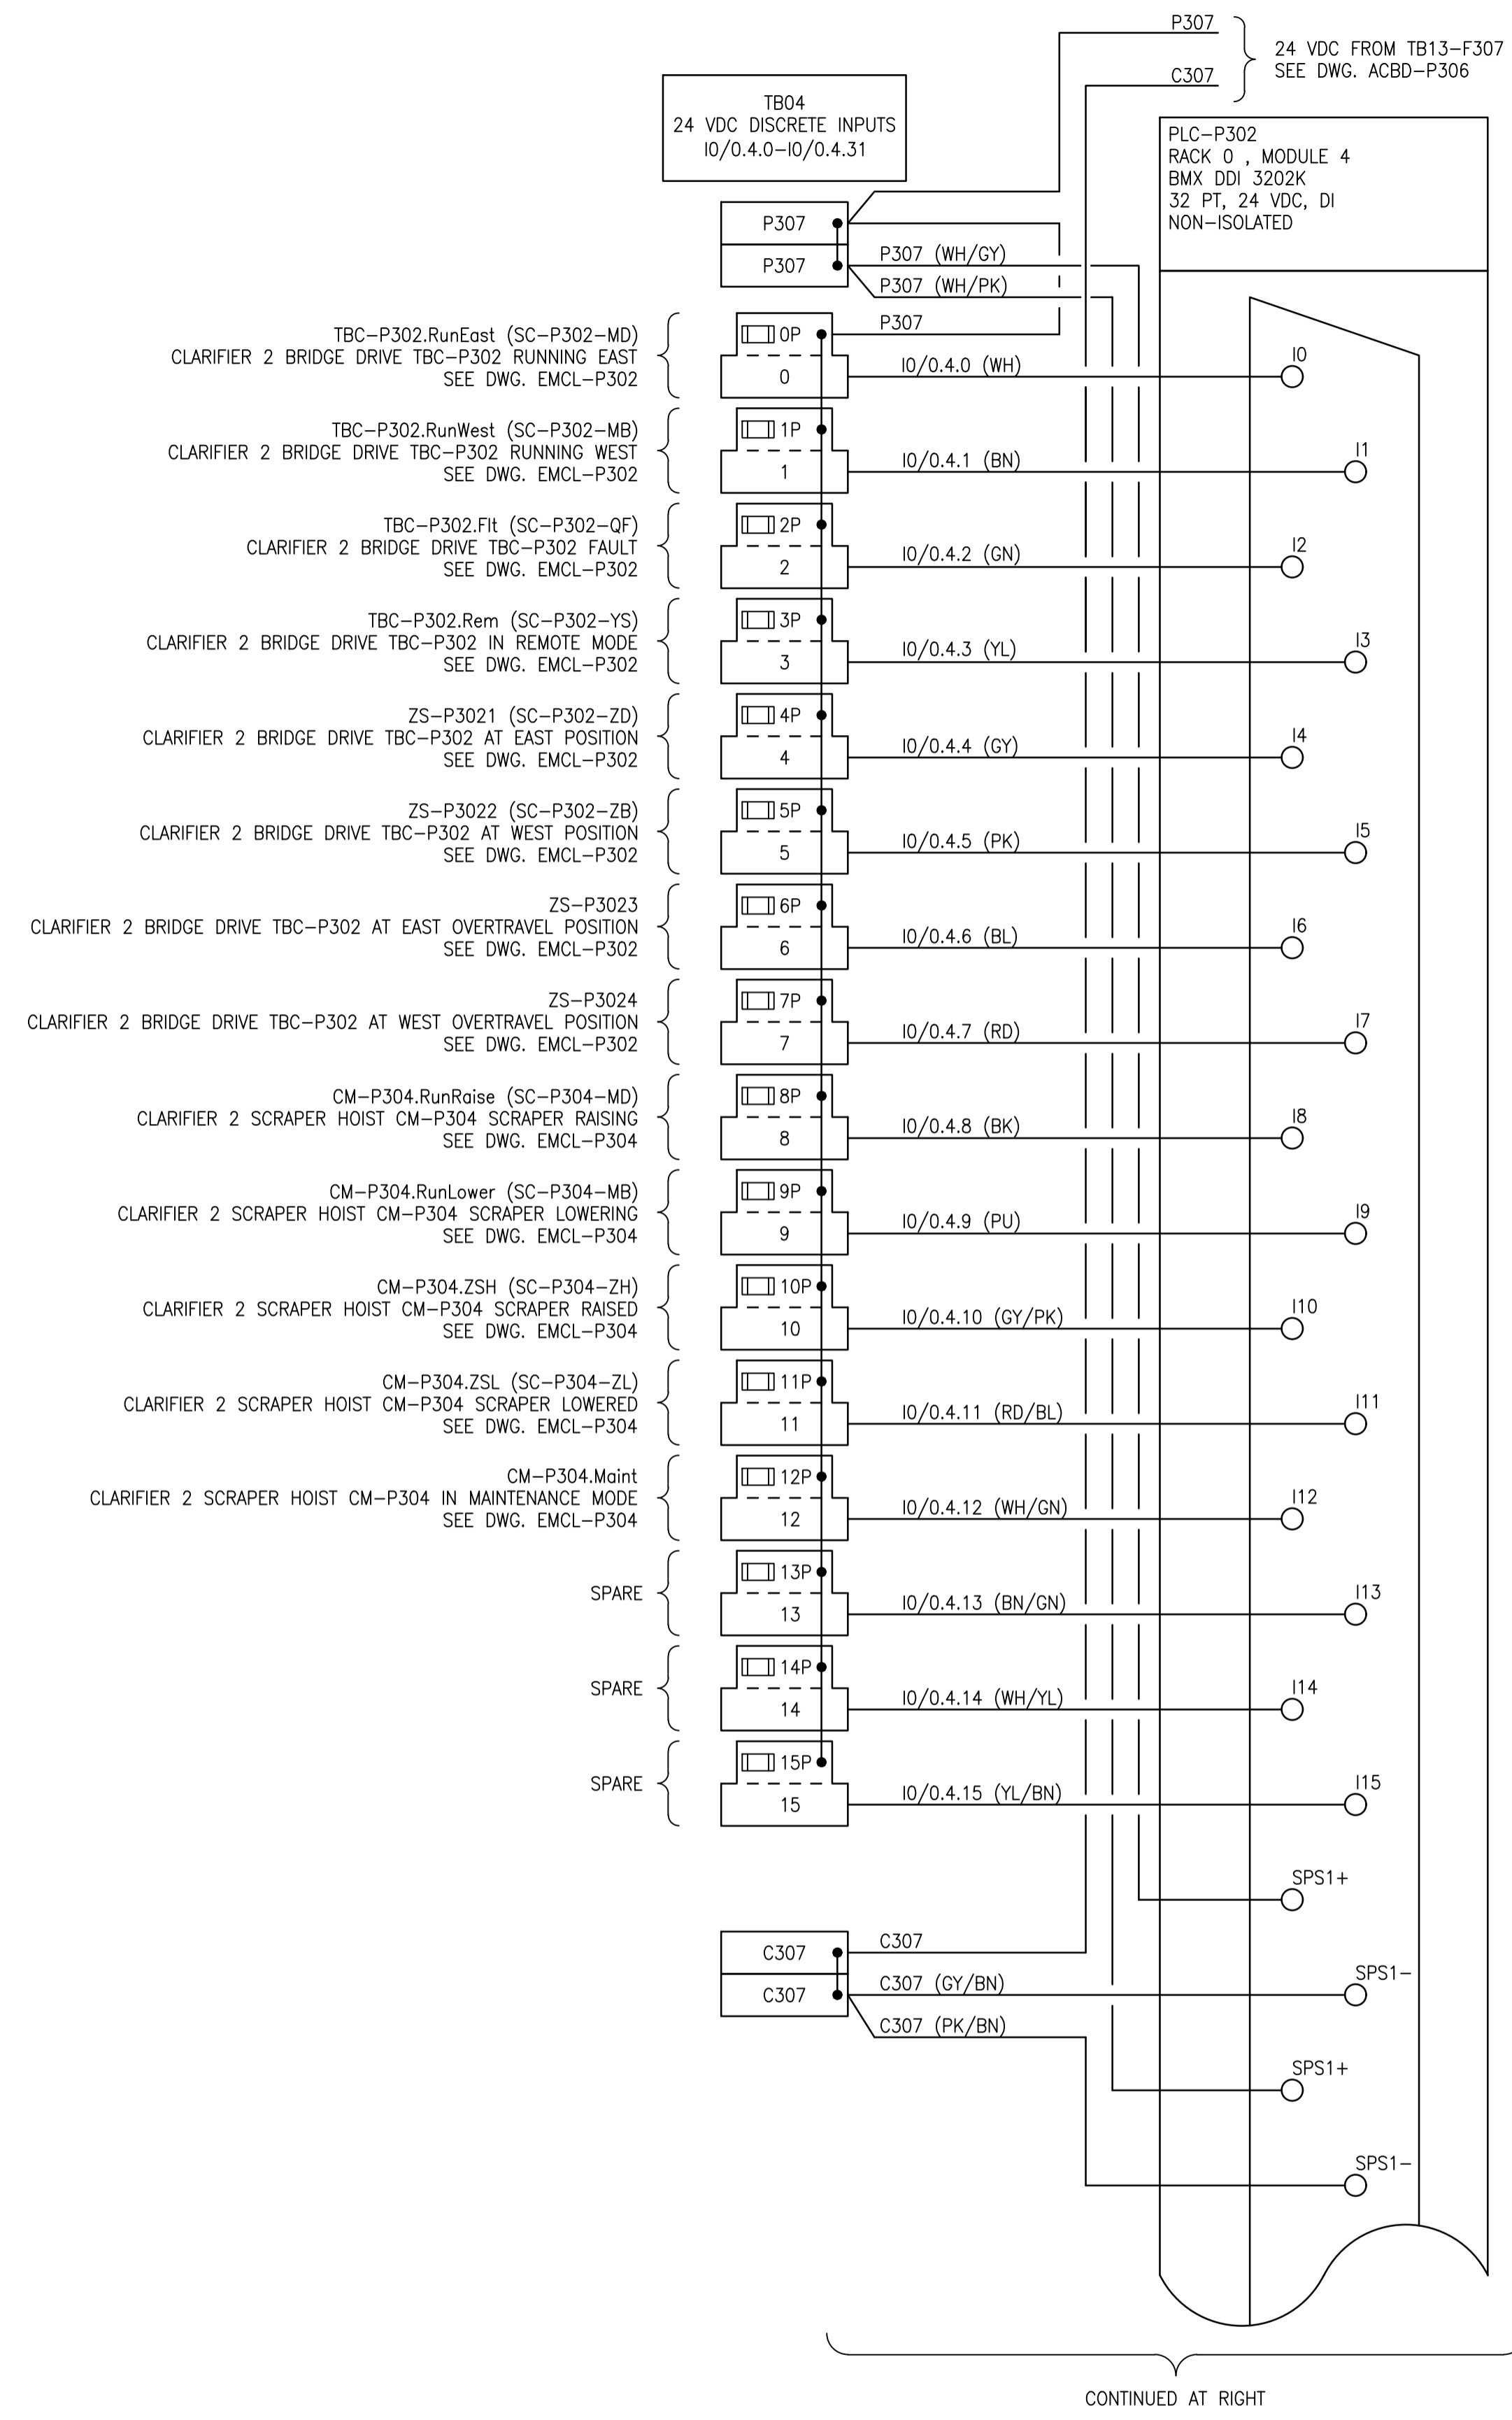 P307
C307
24 VDC FROM TB13-F307
SEE DWG. ACBD-P306
TB04
24 VDC DISCRETE INPUTS
I0/0.4.0-I0/0.4.31
PLC-P302
RACK 0 , MODULE 4
BMX DDI 3202K
32 PT, 24 VDC, DI
NON-ISOLATED
P307
P307
P307 (WH/GY)
P307 (WH/PK)
P307
TBC-P302.RunEast (SC-P302-MD)
CLARIFIER 2 BRIDGE DRIVE TBC-P302 RUNNING EAST
SEE DWG. EMCL-P302
0P
0
I0/0.4.0 (WH)
I0
TBC-P302.RunWest (SC-P302-MB)
CLARIFIER 2 BRIDGE DRIVE TBC-P302 RUNNING WEST
SEE DWG. EMCL-P302
1P
1
I0/0.4.1 (BN)
I1
TBC-P302.Flt (SC-P302-QF)
CLARIFIER 2 BRIDGE DRIVE TBC-P302 FAULT
SEE DWG. EMCL-P302
2P
2
I0/0.4.2 (GN)
I2
TBC-P302.Rem (SC-P302-YS)
CLARIFIER 2 BRIDGE DRIVE TBC-P302 IN REMOTE MODE
SEE DWG. EMCL-P302
3P
3
I0/0.4.3 (YL)
I3
ZS-P3021 (SC-P302-ZD)
CLARIFIER 2 BRIDGE DRIVE TBC-P302 AT EAST POSITION
SEE DWG. EMCL-P302
4P
4
I0/0.4.4 (GY)
I4
ZS-P3022 (SC-P302-ZB)
CLARIFIER 2 BRIDGE DRIVE TBC-P302 AT WEST POSITION
SEE DWG. EMCL-P302
5P
5
I0/0.4.5 (PK)
I5
ZS-P3023
CLARIFIER 2 BRIDGE DRIVE TBC-P302 AT EAST OVERTRAVEL POSITION
SEE DWG. EMCL-P302
6P
6
I0/0.4.6 (BL)
I6
ZS-P3024
CLARIFIER 2 BRIDGE DRIVE TBC-P302 AT WEST OVERTRAVEL POSITION
SEE DWG. EMCL-P302
7P
7
I0/0.4.7 (RD)
I7
CM-P304.RunRaise (SC-P304-MD)
CLARIFIER 2 SCRAPER HOIST CM-P304 SCRAPER RAISING
SEE DWG. EMCL-P304
8P
8
I0/0.4.8 (BK)
I8
CM-P304.RunLower (SC-P304-MB)
CLARIFIER 2 SCRAPER HOIST CM-P304 SCRAPER LOWERING
SEE DWG. EMCL-P304
9P
9
I0/0.4.9 (PU)
I9
CM-P304.ZSH (SC-P304-ZH)
CLARIFIER 2 SCRAPER HOIST CM-P304 SCRAPER RAISED
SEE DWG. EMCL-P304
10P
10
I0/0.4.10 (GY/PK)
I10
CM-P304.ZSL (SC-P304-ZL)
CLARIFIER 2 SCRAPER HOIST CM-P304 SCRAPER LOWERED
SEE DWG. EMCL-P304
11P
11
I0/0.4.11 (RD/BL)
I11
CM-P304.Maint
CLARIFIER 2 SCRAPER HOIST CM-P304 IN MAINTENANCE MODE
SEE DWG. EMCL-P304
12P
12
I0/0.4.12 (WH/GN)
I12
SPARE
13P
13
I0/0.4.13 (BN/GN)
I13
SPARE
14P
14
I0/0.4.14 (WH/YL)
I14
SPARE
15P
15
I0/0.4.15 (YL/BN)
I15
SPS1+
C307
C307
C307
C307 (GY/BN)
SPS1-
C307 (PK/BN)
SPS1+
SPS1-
CONTINUED AT RIGHT